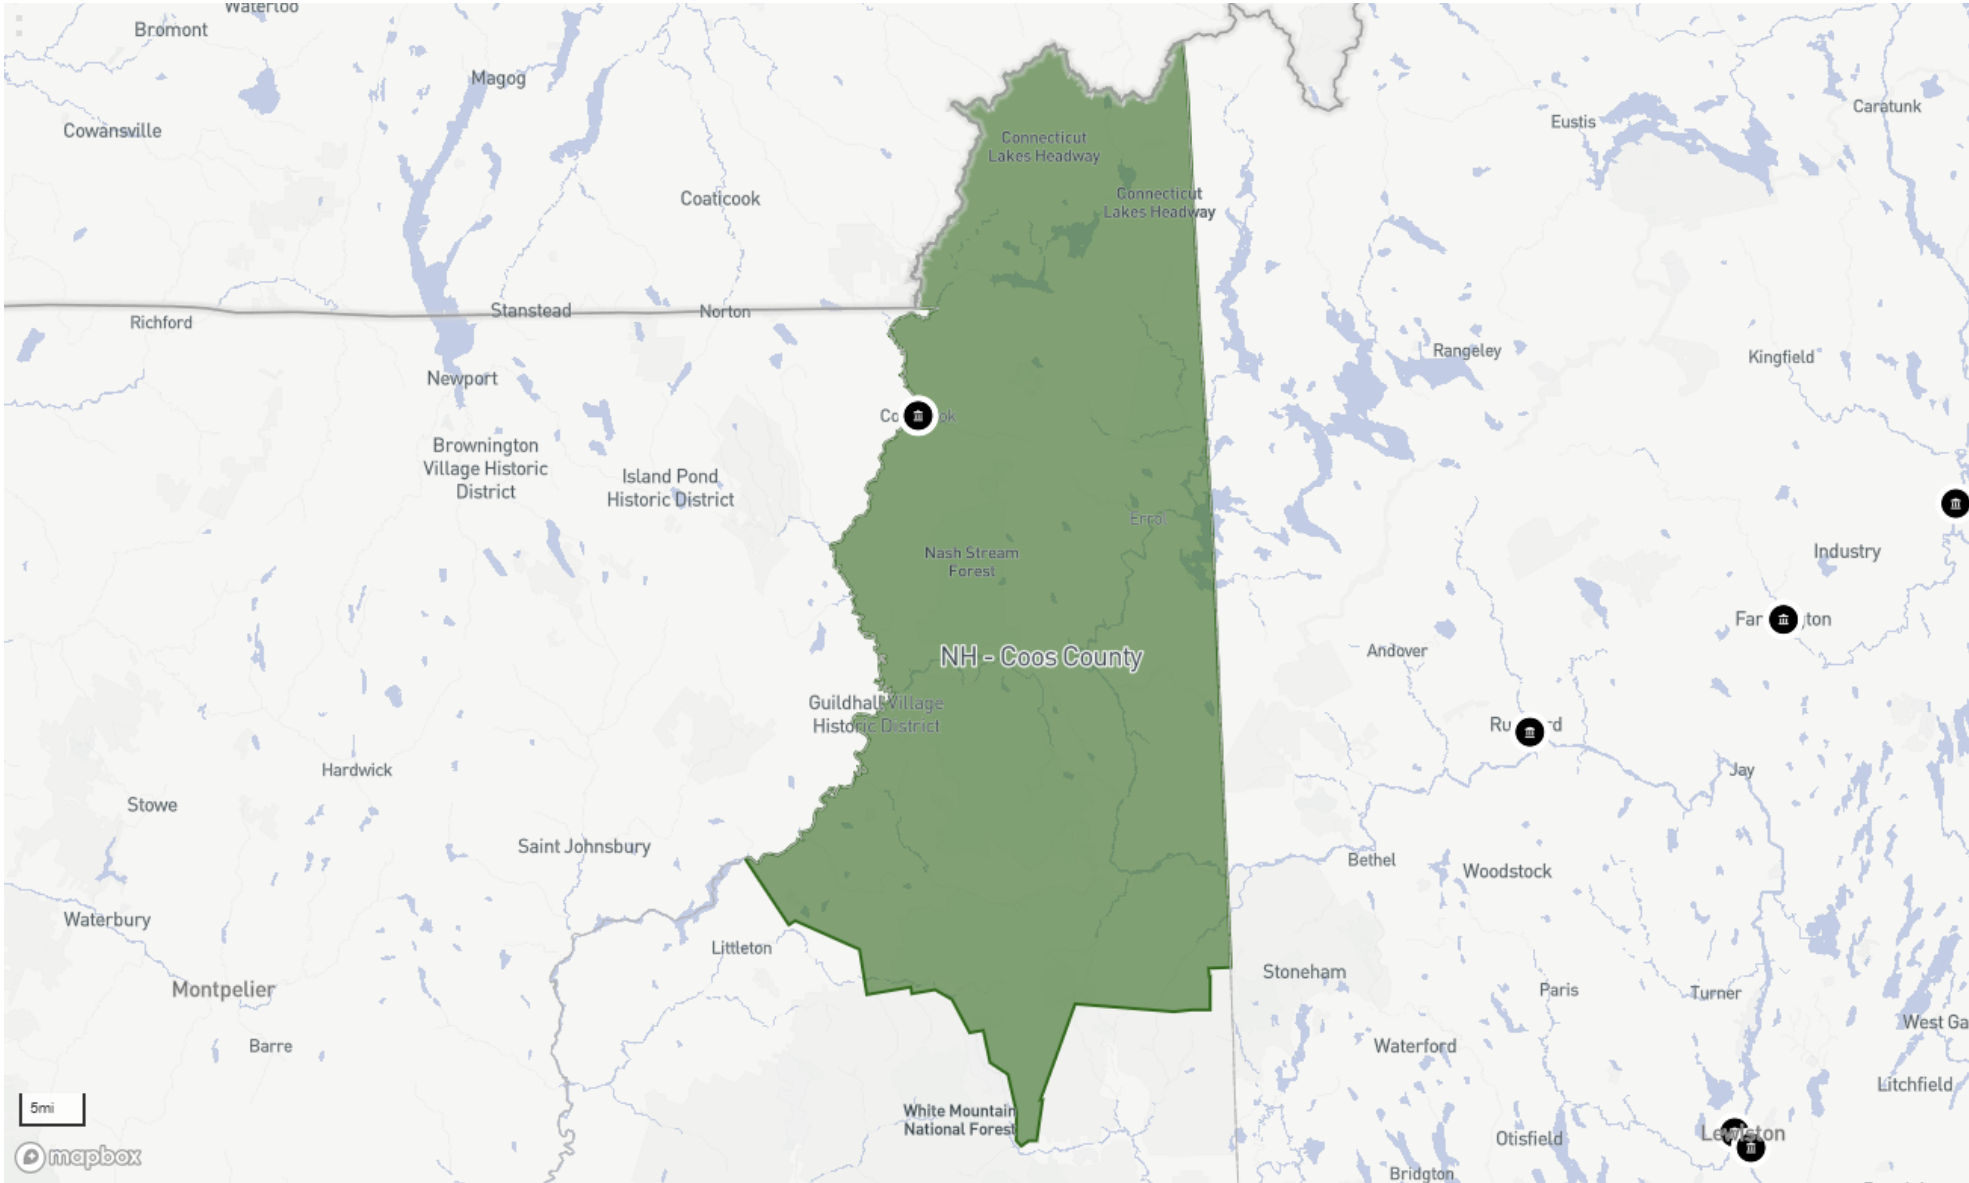 Waterloo
Bromont
Magog
Cowansville
Caratunk
Eustis
Connecticut
Lakes Headway
Coaticook
Connecticut
Lakes Headway
Stanstead
Norton
Richford
Rangeley
Kingfield
Newport
Brownington
Village Historic
District
Island Pond
Historic District
Errol
Nash Stream
Forest
Industry
NH - Coos County
Andover
Guildhall Village
Historic District
Hardwick
Jay
Stowe
Saint Johnsbury
Bethel
Woodstock
Waterbury
Littleton
Stoneham
Montpelier
Paris
Turner
West Ga
Barre
Waterford
Litchfield
5mi
White Mountain
National Forest
Lewiston
Otisfield
mapbox
Bridgton